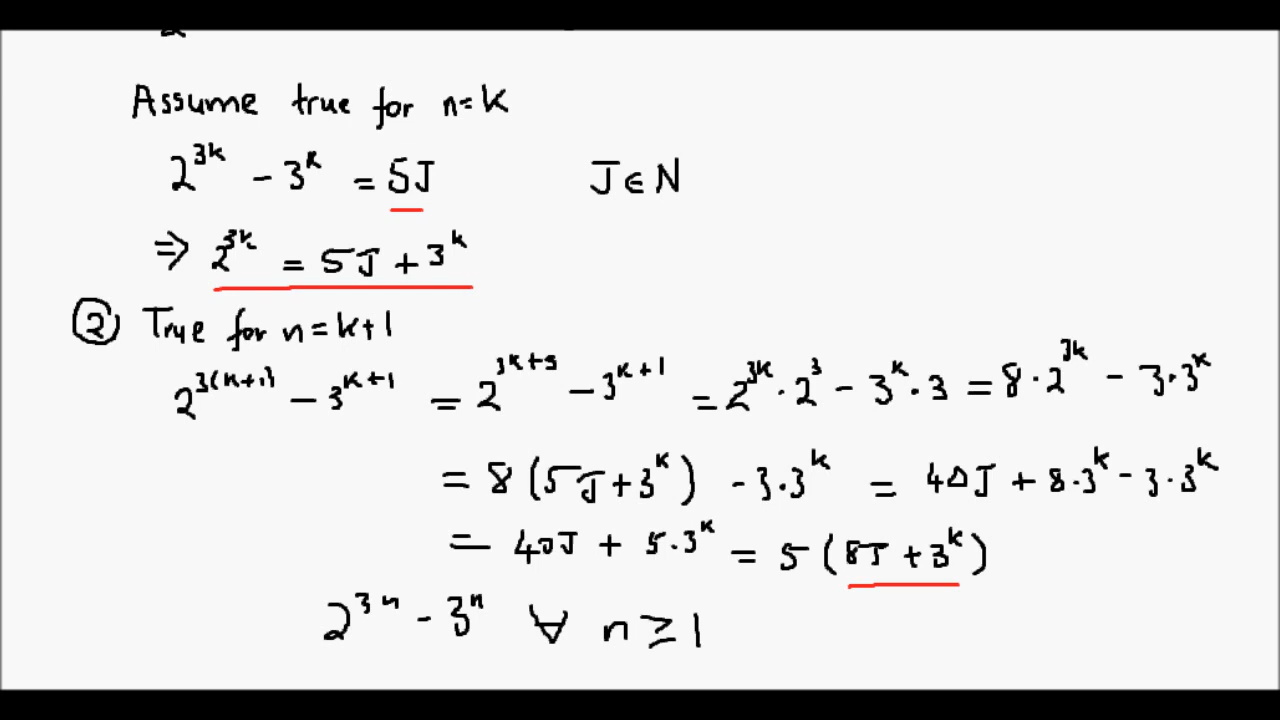 Assume true for n=k
2^{3k} - 3^k = 5J J ∈ N
⇒ 2^{3k} = 5J + 3^k
② True for n=k+1
2^{3(k+1)} - 3^{k+1} = 2^{3k+3} - 3^{k+1} = 2^{3k} · 2^3 - 3^k · 3 = 8 · 2^{3k} - 3 · 3^k
= 8 (5J + 3^k) - 3 · 3^k = 40J + 8 · 3^k - 3 · 3^k
= 40J + 5 · 3^k = 5 (8J + 3^k)
2^{3n} - 3^n ∀ n ≥ 1